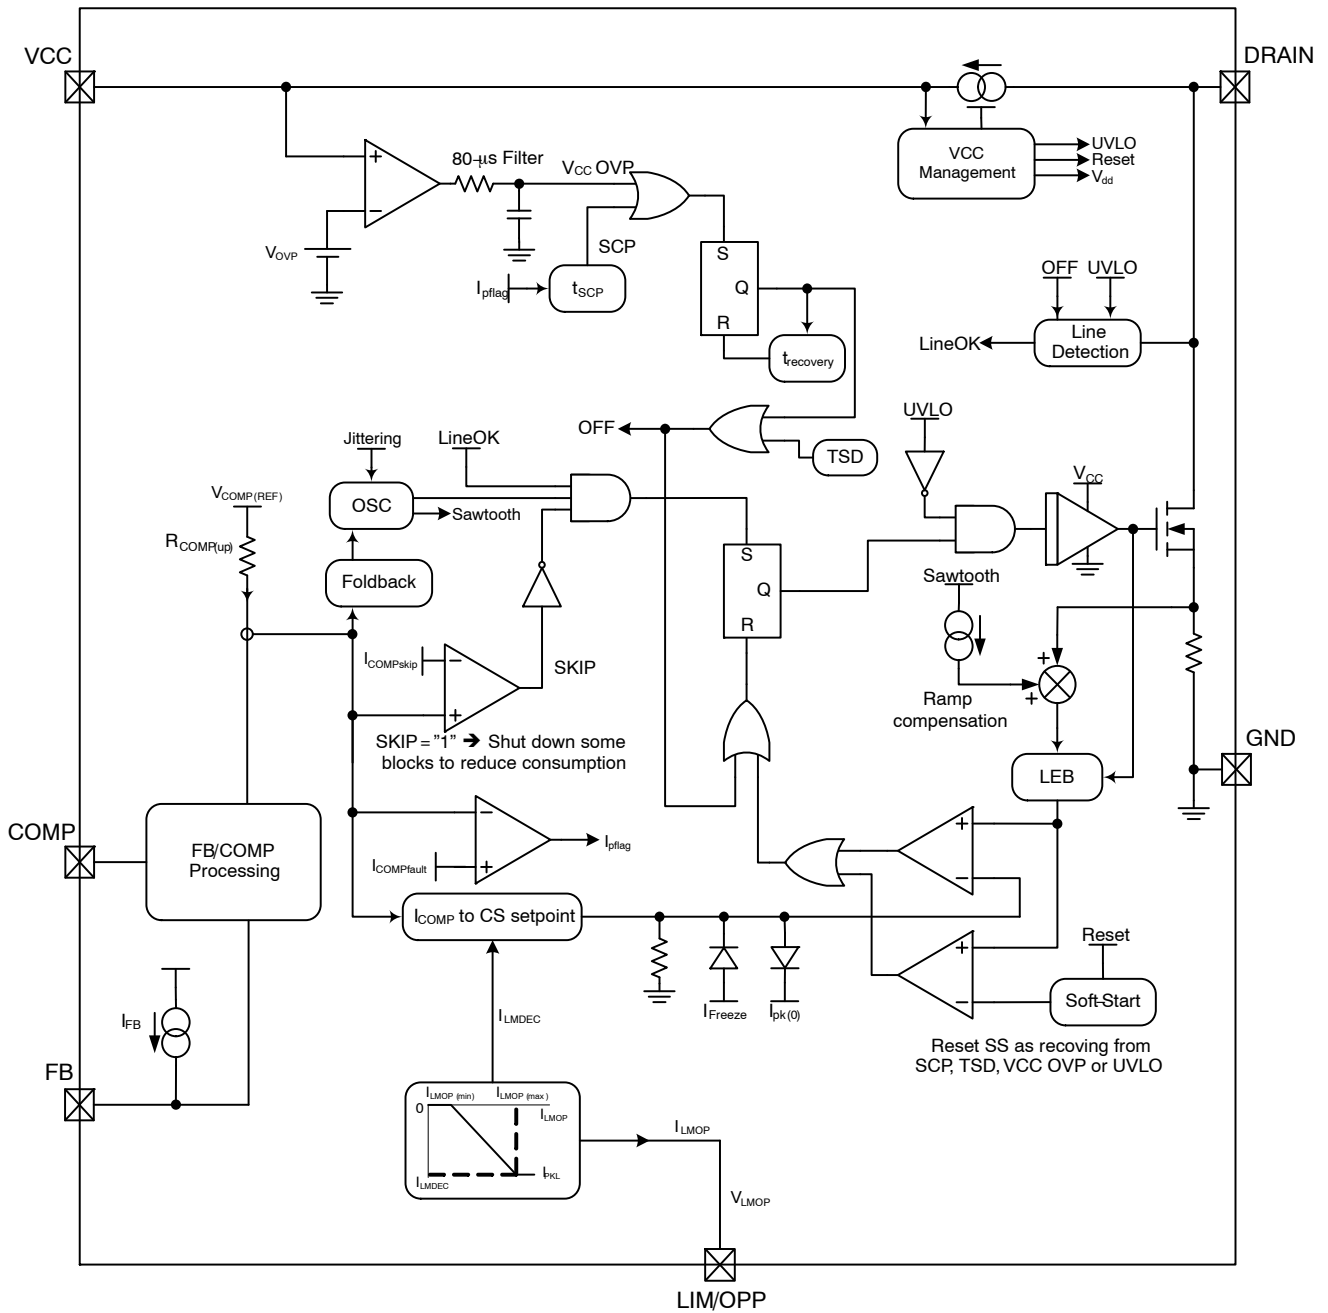 VCC
DRAIN
80-μs Filter
VCC OVP
+
−
VOVP
SCP
Ipflag
tSCP
S
Q
R
trecovery
VCC
Management
UVLO
Reset
Vdd
OFF
UVLO
Line
Detection
LineOK
OFF
TSD
UVLO
Jittering
LineOK
OSC
Sawtooth
VCOMP(REF)
RCOMP(up)
Foldback
VCC
S
Q
R
Sawtooth
+
+
Ramp
compensation
ICOMPskip
−
+
SKIP
SKIP = ”1” ➔ Shut down some
blocks to reduce consumption
GND
LEB
COMP
FB/COMP
Processing
−
+
Ipflag
ICOMPfault
+
−
ICOMP to CS setpoint
+
−
Reset
Soft-Start
IFreeze
Ipk(0)
Reset SS as recoving from
SCP, TSD, VCC OVP or UVLO
IFB
ILMDEC
FB
ILMOP (min)
ILMOP (max)
0
ILMOP
ILMDEC
IPKL
ILMOP
VLMOP
LIM/OPP